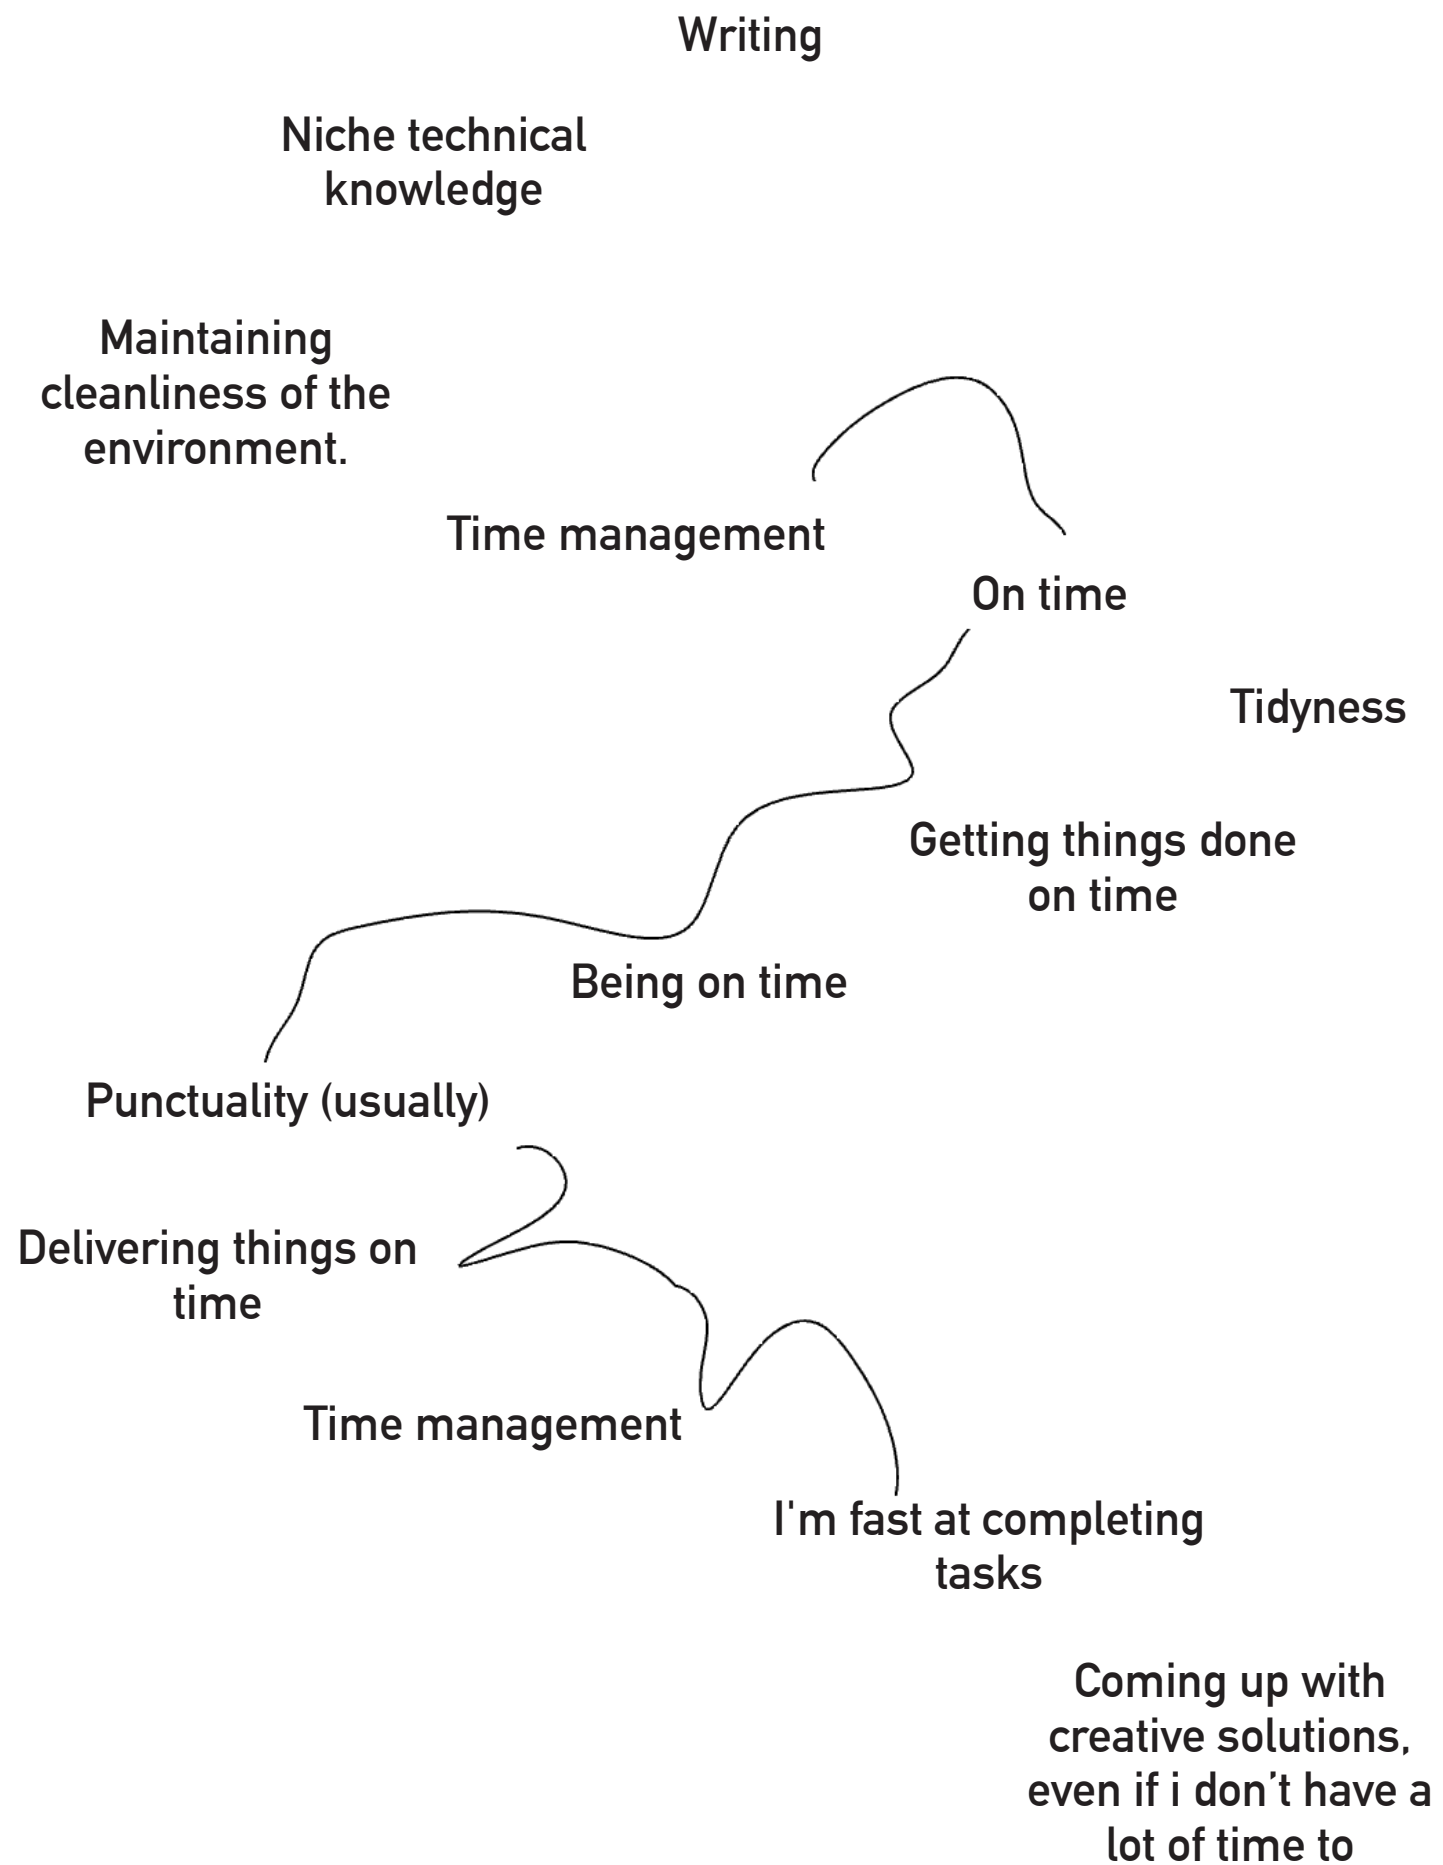 Writing
Niche technical
knowledge
Maintaining
cleanliness of the
environment.
Time management
On time
Tidyness
Getting things done
on time
Being on time
Punctuality (usually)
Delivering things on
time
Time management
I'm fast at completing
tasks
Coming up with
creative solutions,
even if i don’t have a
lot of time to